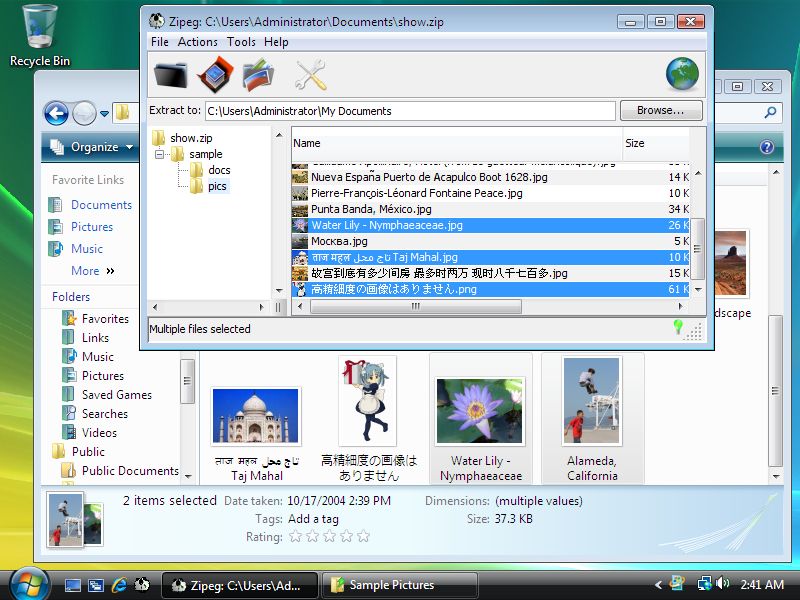 Recycle Bin
Zipeg: C:\Users\Administrator\Documents\show.zip
File Actions Tools Help
Extract to: C:\Users\Administrator\My Documents Browse...
show.zip
sample
docs
pics
Name Size
Nueva España Puerto de Acapulco Boot 1628.jpg 14 K
Pierre-François-Léonard Fontaine Peace.jpg 10 K
Punta Banda, México.jpg 34 K
Water Lily - Nymphaeaceae.jpg 26 K
Москва.jpg 5 K
ताज महल تاج محل Taj Mahal.jpg 10 K
故宫到底有多少间房 最多时两万 现时八千七百多.jpg 15 K
高精細度の画像はありません.png 61 K
Multiple files selected
Organize
Favorite Links
Documents
Pictures
Music
More »
Folders
Favorites
Links
Music
Pictures
Saved Games
Searches
Videos
Public
Public Documents
dscape
ताज महल تاج محل
Taj Mahal
高精細度の画像は
ありません
Water Lily -
Nymphaeaceae
Alameda,
California
2 items selected Date taken: 10/17/2004 2:39 PM Dimensions: (multiple values)
Tags: Add a tag Size: 37.3 KB
Rating:
Zipeg: C:\Users\Ad... Sample Pictures 2:41 AM